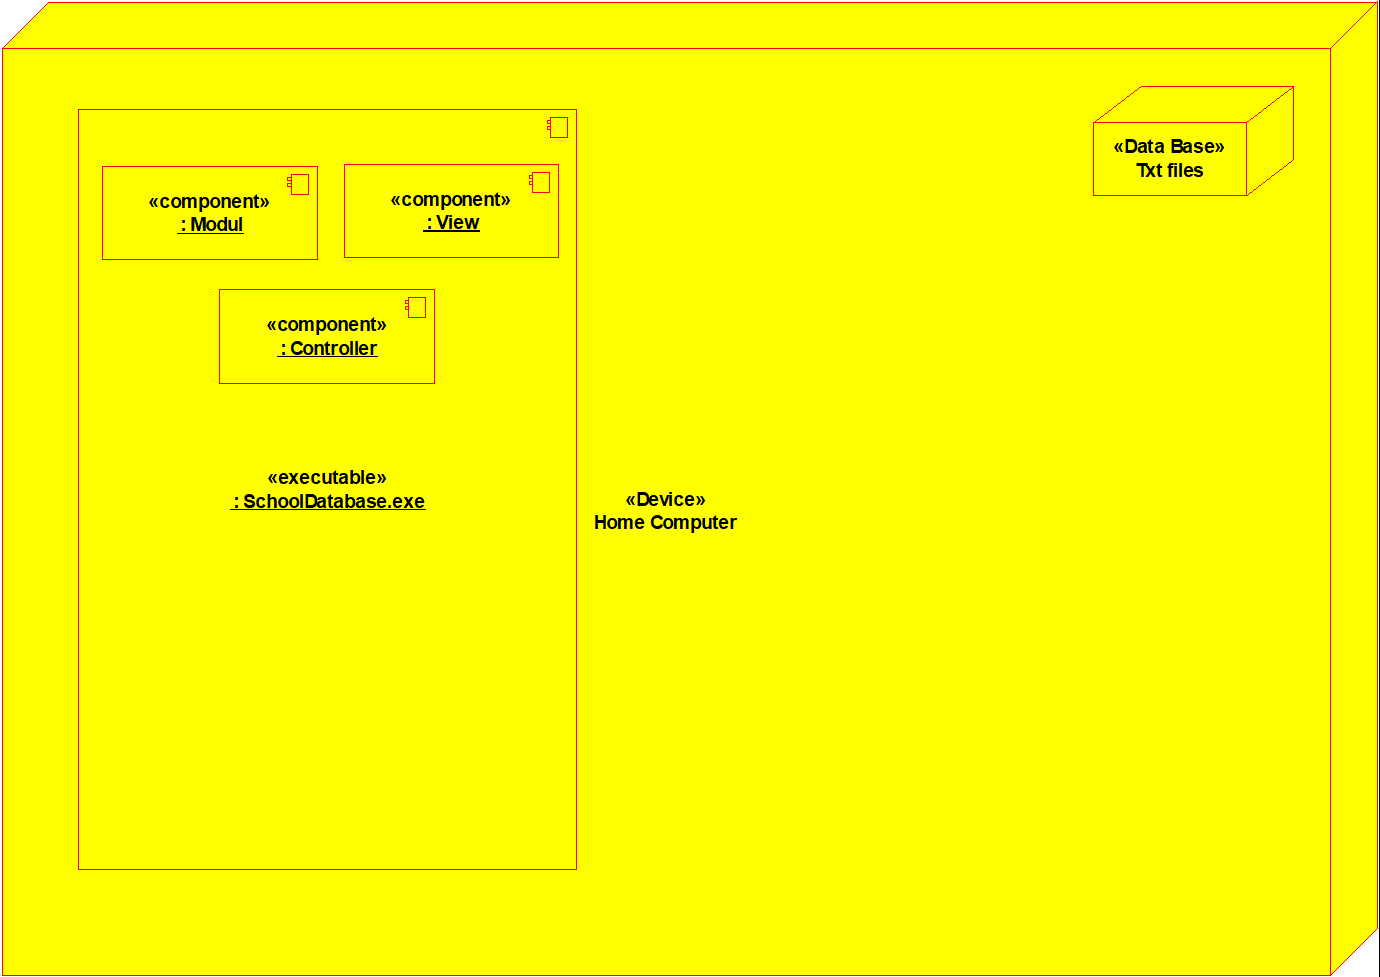 «Data Base»
Txt files
«component»
: Modul
«component»
: View
«component»
: Controller
«executable»
: SchoolDatabase.exe
«Device»
Home Computer